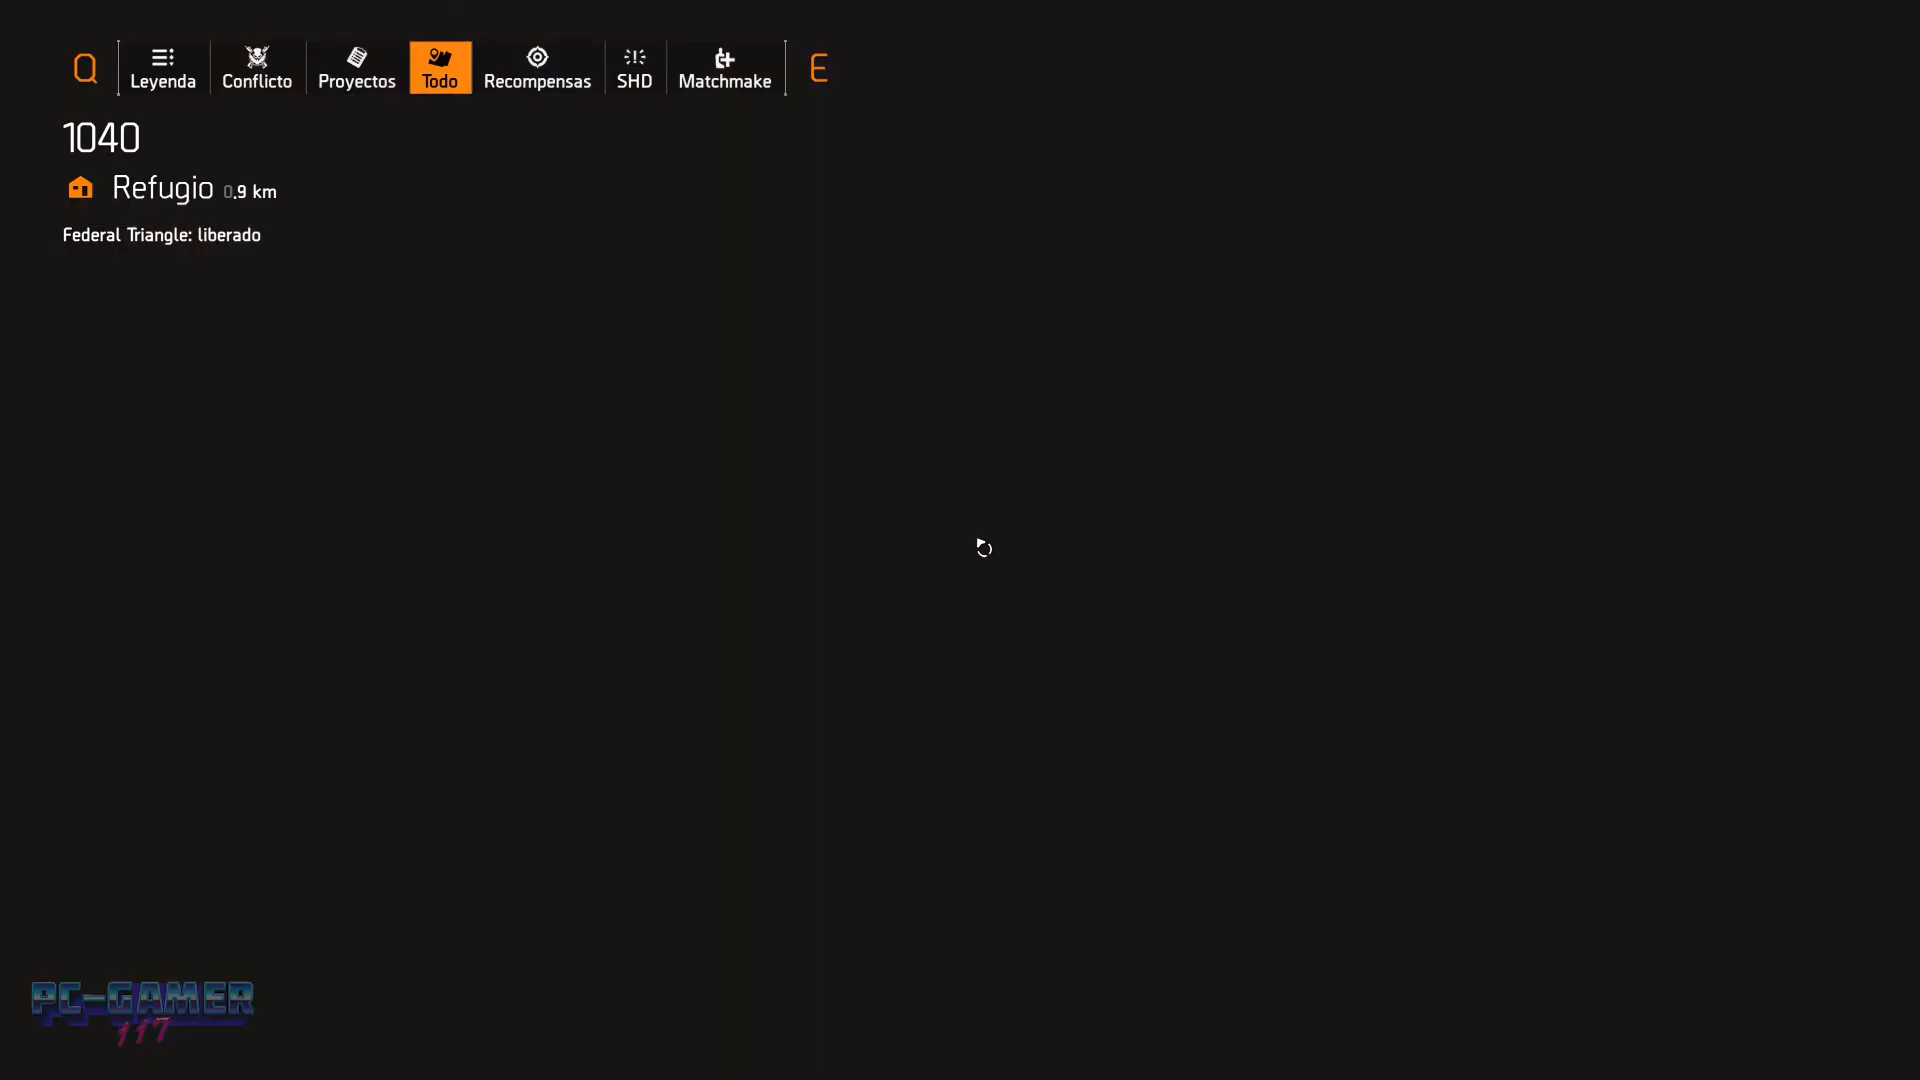 Q Leyenda Conflicto Proyectos Todo Recompensas SHD Matchmake E
1040
Refugio 0.9 km
Federal Triangle: liberado
PC-GAMER
117